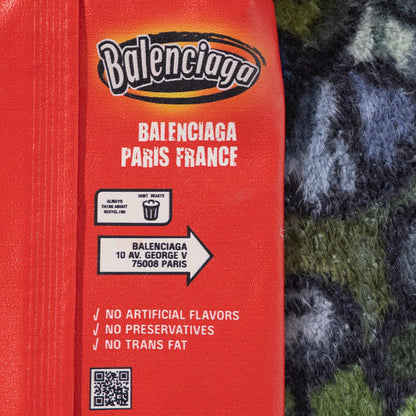 Balenciaga
BALENCIAGA
PARIS FRANCE
ALWAYS
THINK ABOUT
RECYCLING
DONT WASTE
BALENCIAGA
10 AV. GEORGE V
75008 PARIS
√ NO ARTIFICIAL FLAVORS
√ NO PRESERVATIVES
√ NO TRANS FAT